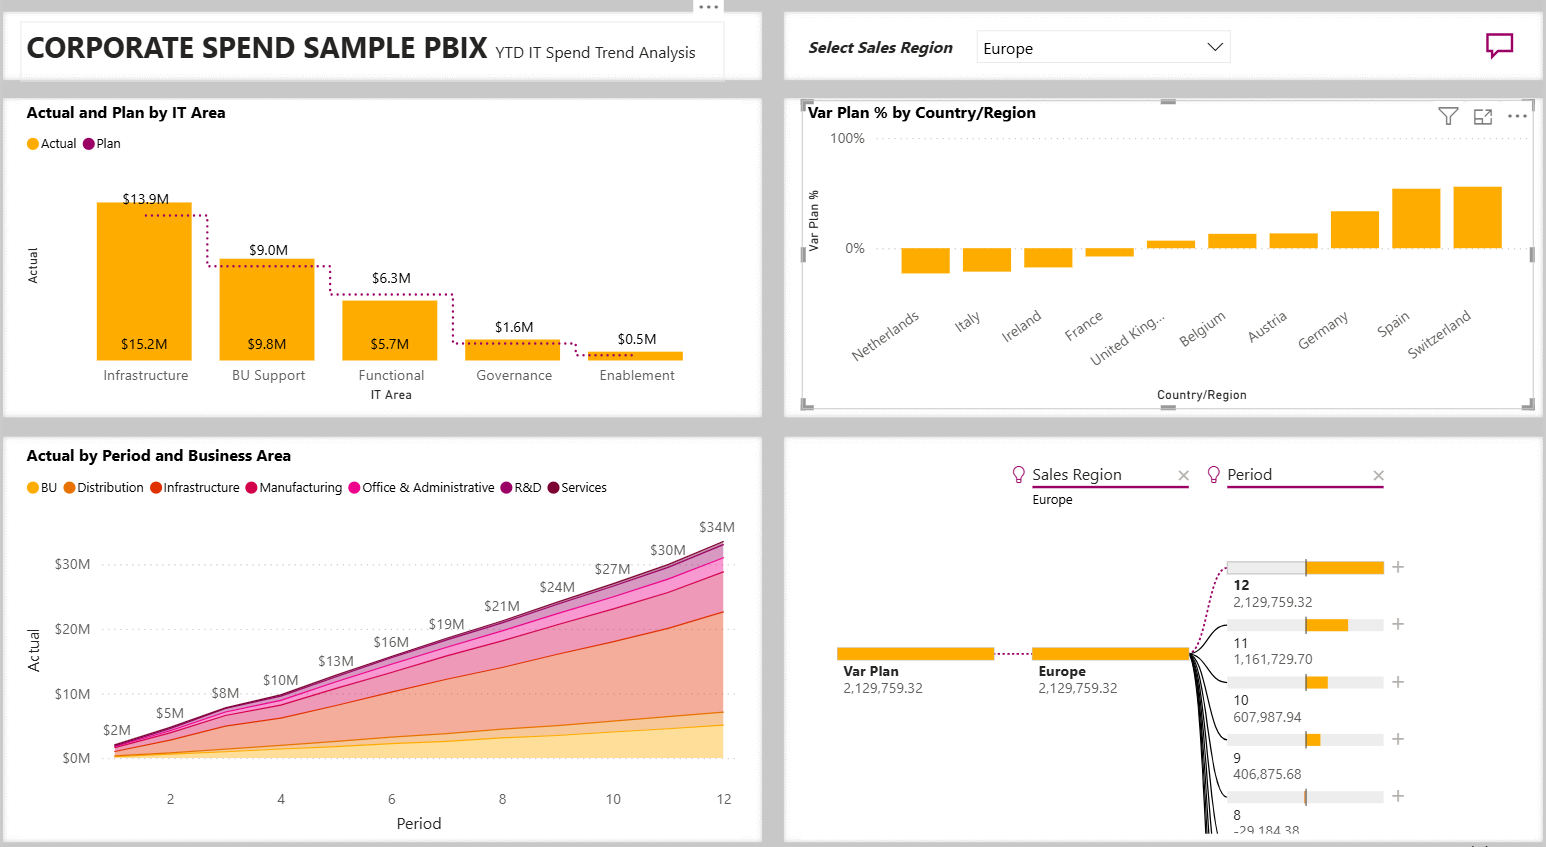 CORPORATE SPEND SAMPLE PBIX YTD IT Spend Trend Analysis
Select Sales Region
Europe
Actual and Plan by IT Area
Actual Plan
$13.9M
$9.0M
$6.3M
$1.6M
$0.5M
$15.2M
$9.8M
$5.7M
Actual
Infrastructure
BU Support
Functional
Governance
Enablement
IT Area
Var Plan % by Country/Region
100%
0%
Var Plan %
Netherlands
Italy
Ireland
France
United King...
Belgium
Austria
Germany
Spain
Switzerland
Country/Region
Actual by Period and Business Area
BU Distribution Infrastructure Manufacturing Office & Administrative R&D Services
$30M
$20M
$10M
$0M
Actual
$2M
$5M
$8M
$10M
$13M
$16M
$19M
$21M
$24M
$27M
$30M
$34M
2
4
6
8
10
12
Period
Sales Region
Europe
Period
Var Plan
2,129,759.32
Europe
2,129,759.32
12
2,129,759.32
11
1,161,729.70
10
607,987.94
9
406,875.68
8
-29,184.38